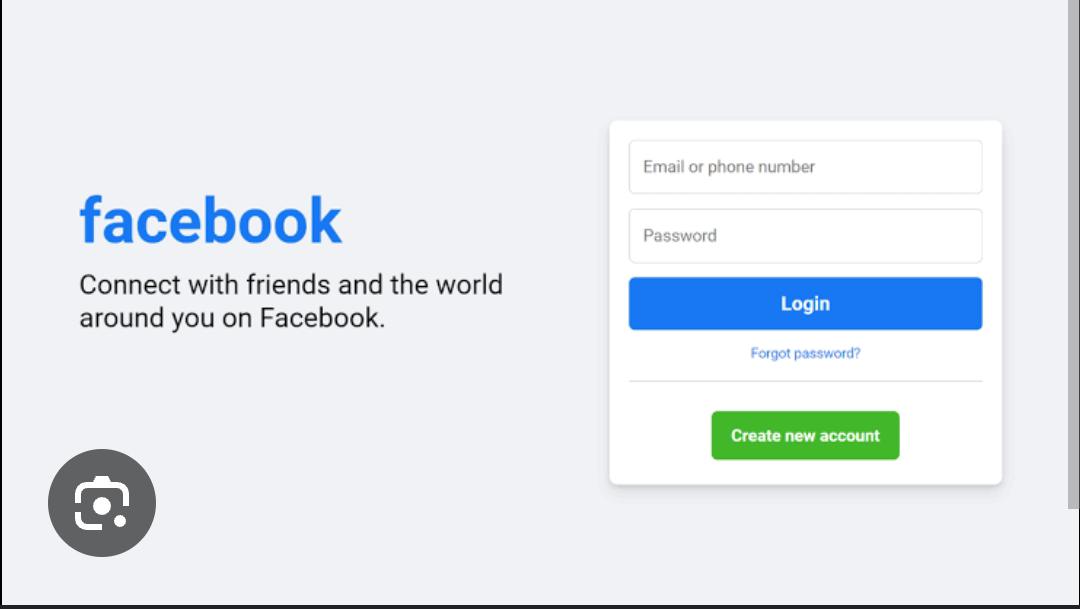 facebook
Connect with friends and the world
around you on Facebook.
Email or phone number
Password
Login
Forgot password?
Create new account